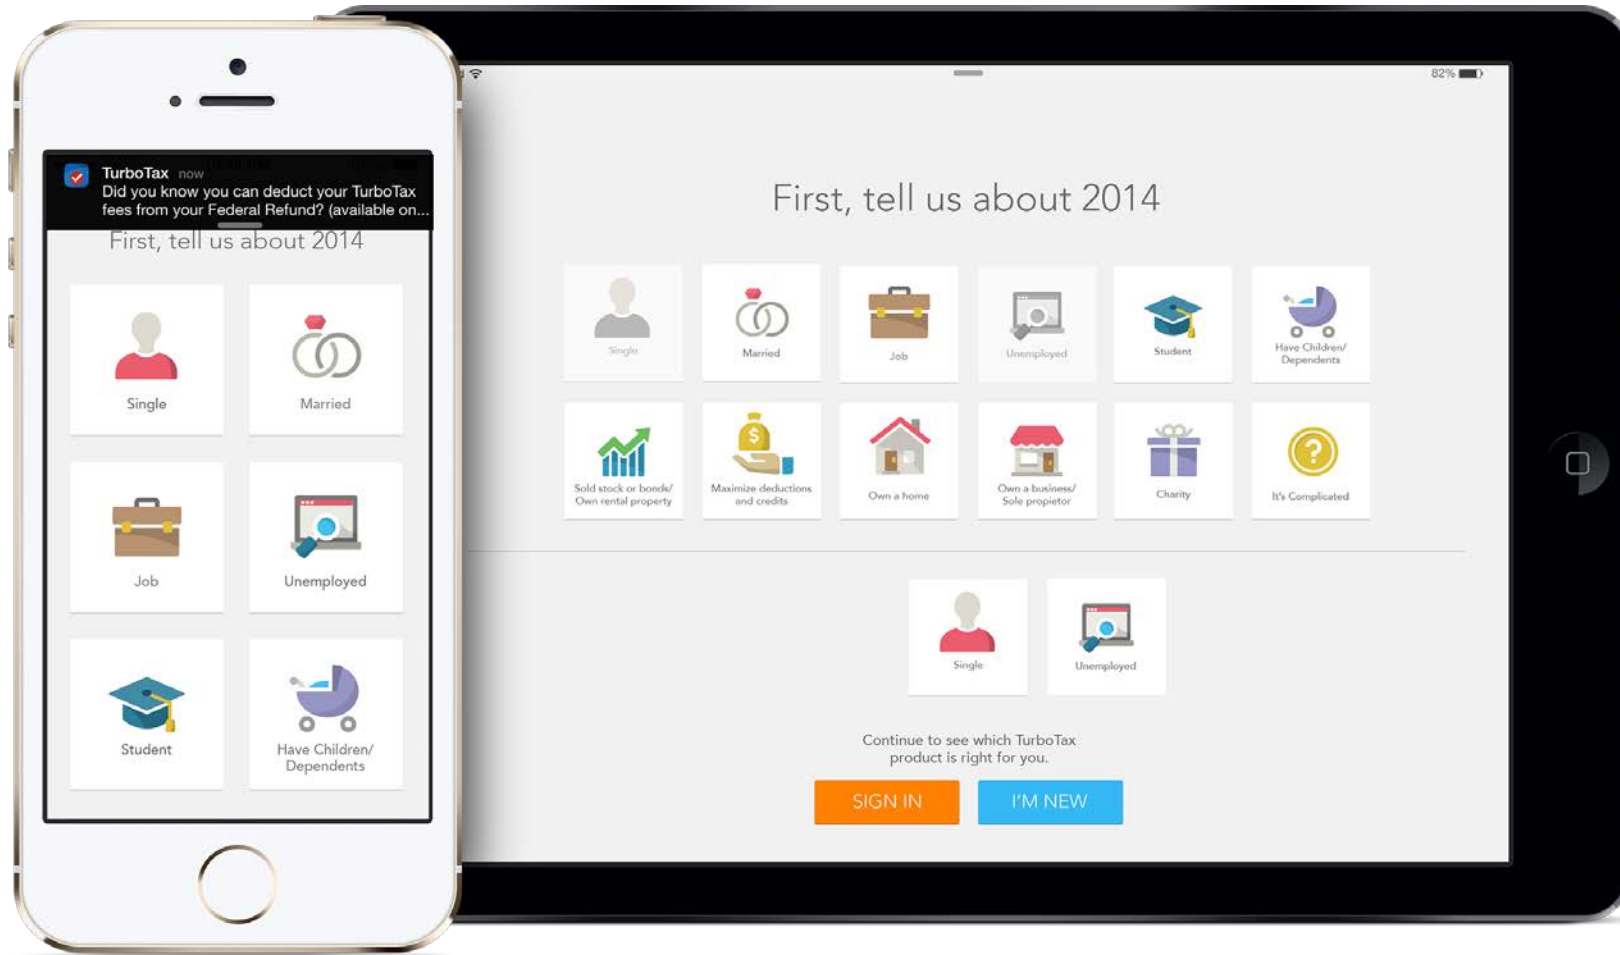 TurboTax now
Did you know you can deduct your TurboTax
fees from your Federal Refund? (available on...
First, tell us about 2014
Single
Married
Job
Unemployed
Student
Have Children/
Dependents
82%
First, tell us about 2014
Single
Married
Job
Unemployed
Student
Have Children/
Dependents
Sold stock or bonds/
Own rental property
Maximize deductions
and credits
Own a home
Own a business/
Sole propietor
Charity
It's Complicated
Single
Unemployed
Continue to see which TurboTax
product is right for you.
SIGN IN
I'M NEW